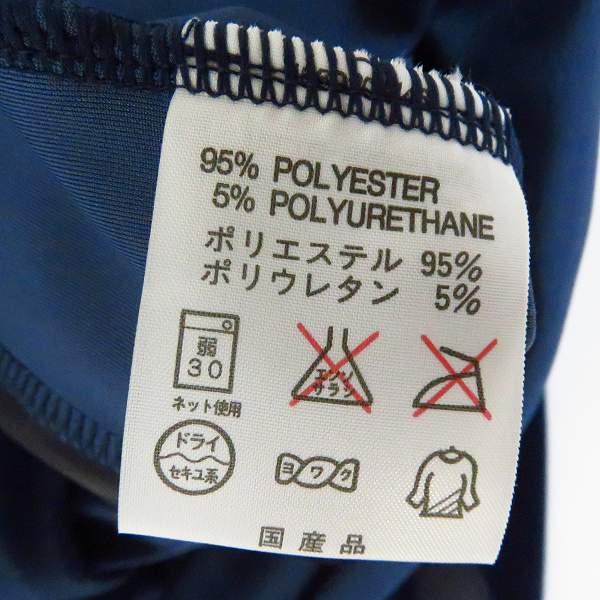 95% POLYESTER
5% POLYURETHANE
ポリエステル 95%
ポリウレタン 5%
弱
30
エンソ
サラシ
ネット使用
ドライ
セキユ系
ヨワク
国産品